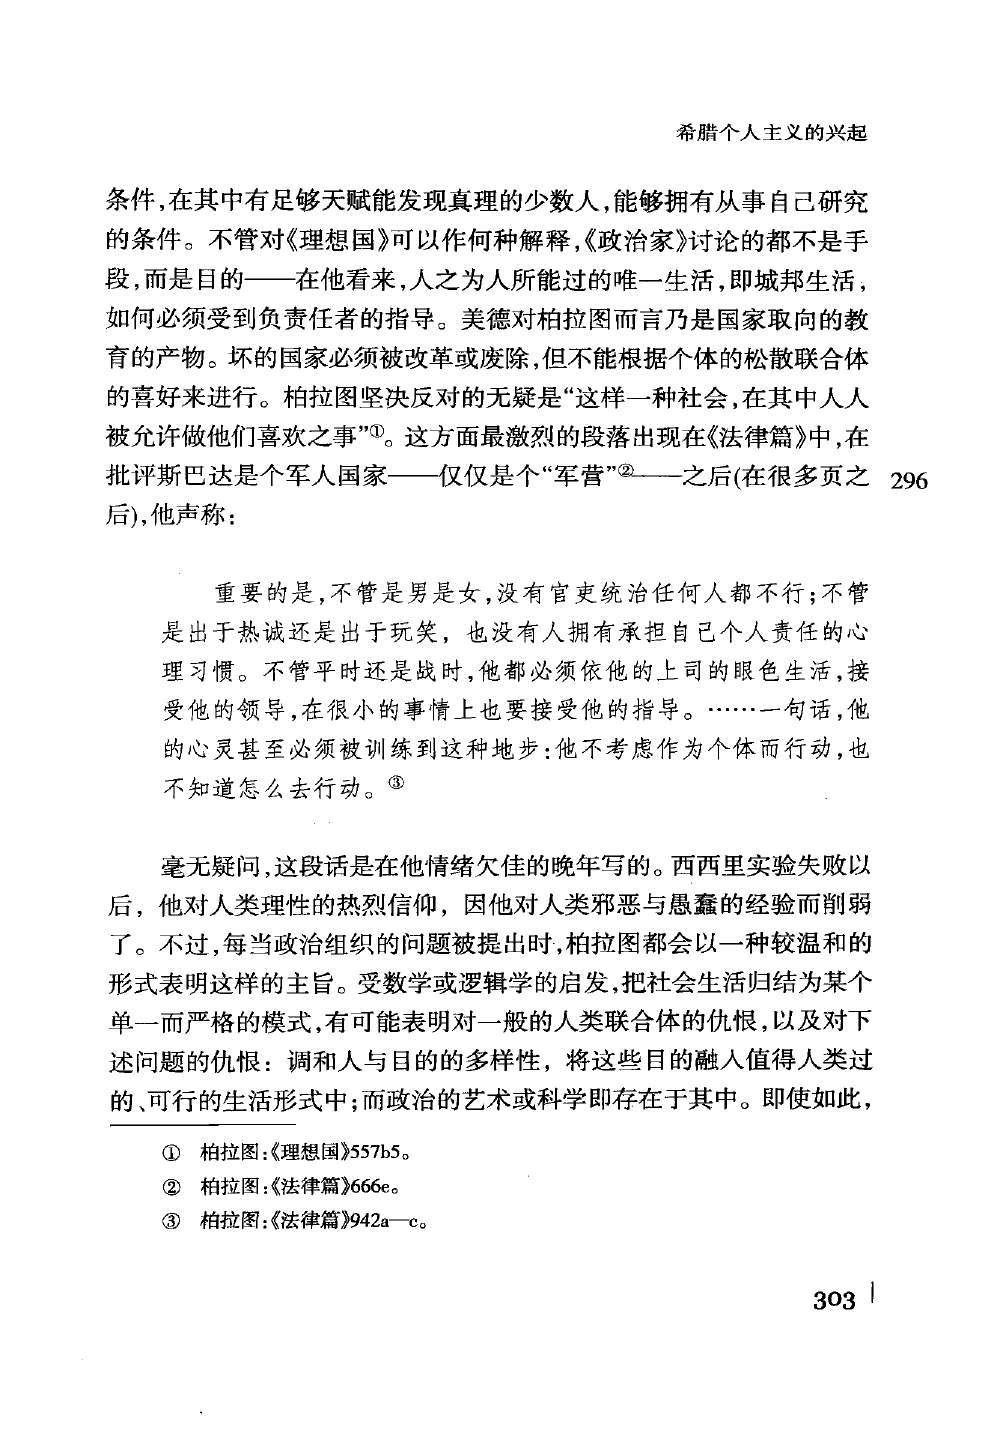 希腊个人主义的兴起
条件,在其中有足够天赋能发现真理的少数人,能够拥有从事自己研究
的条件。不管对《理想国》可以作何种解释,《政治家》讨论的都不是手
段,而是目的——在他看来,人之为人所能过的唯一生活,即城邦生活,
如何必须受到负责任者的指导。美德对柏拉图而言乃是国家取向的教
育的产物。坏的国家必须被改革或废除,但不能根据个体的松散联合体
的喜好来进行。柏拉图坚决反对的无疑是“这样一种社会,在其中人人
被允许做他们喜欢之事”①。这方面最激烈的段落出现在《法律篇》中,在
批评斯巴达是个军人国家——仅仅是个“军营”②——之后(在很多页之 296
后),他声称:
重要的是,不管是男是女,没有官吏统治任何人都不行;不管
是出于热诚还是出于玩笑,也没有人拥有承担自己个人责任的心
理习惯。不管平时还是战时,他都必须依他的上司的眼色生活,接
受他的领导,在很小的事情上也要接受他的指导。……一句话,他
的心灵甚至必须被训练到这种地步:他不考虑作为个体而行动,也
不知道怎么去行动。③
毫无疑问,这段话是在他情绪欠佳的晚年写的。西西里实验失败以
后,他对人类理性的热烈信仰,因他对人类邪恶与愚蠢的经验而削弱
了。不过,每当政治组织的问题被提出时,柏拉图都会以一种较温和的
形式表明这样的主旨。受数学或逻辑学的启发,把社会生活归结为某个
单一而严格的模式,有可能表明对一般的人类联合体的仇恨,以及对下
述问题的仇恨:调和人与目的的多样性,将这些目的融入值得人类过
的、可行的生活形式中;而政治的艺术或科学即存在于其中。即使如此,
① 柏拉图:《理想国》557b5。
② 柏拉图:《法律篇》666e。
③ 柏拉图:《法律篇》942a—c。
303